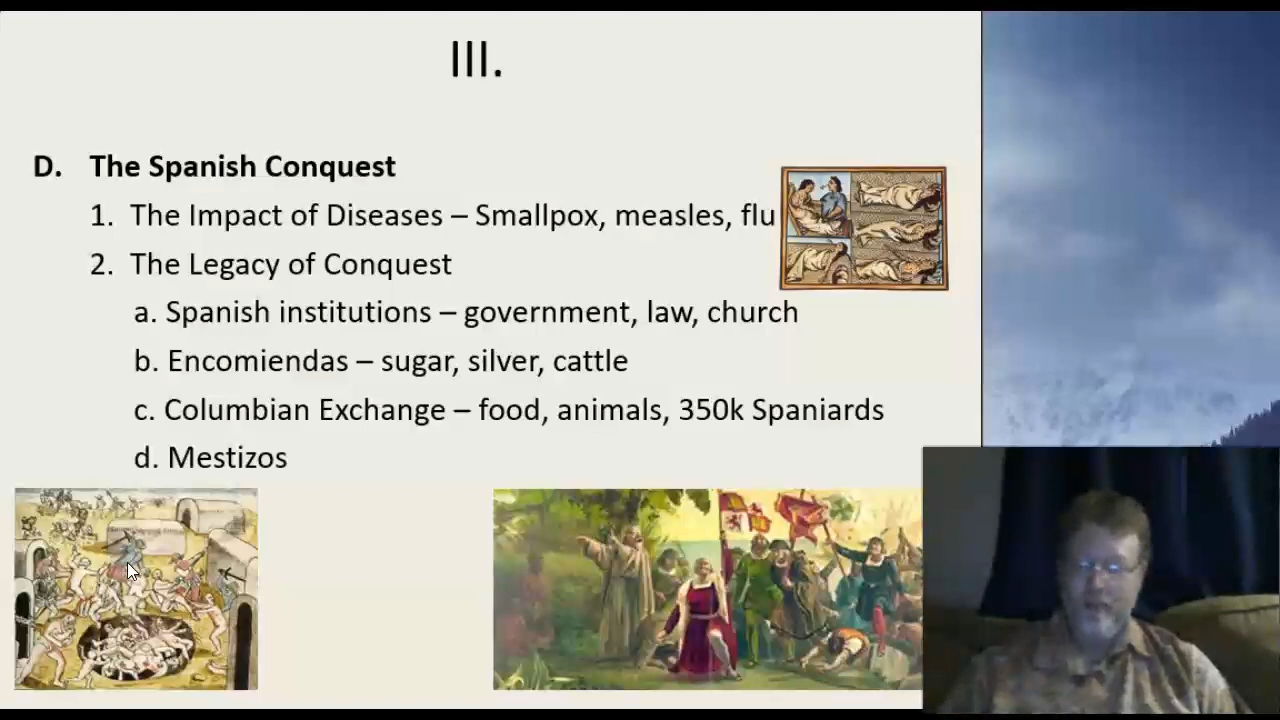 III.
D. The Spanish Conquest
1. The Impact of Diseases – Smallpox, measles, flu
2. The Legacy of Conquest
a. Spanish institutions – government, law, church
b. Encomiendas – sugar, silver, cattle
c. Columbian Exchange – food, animals, 350k Spaniards
d. Mestizos